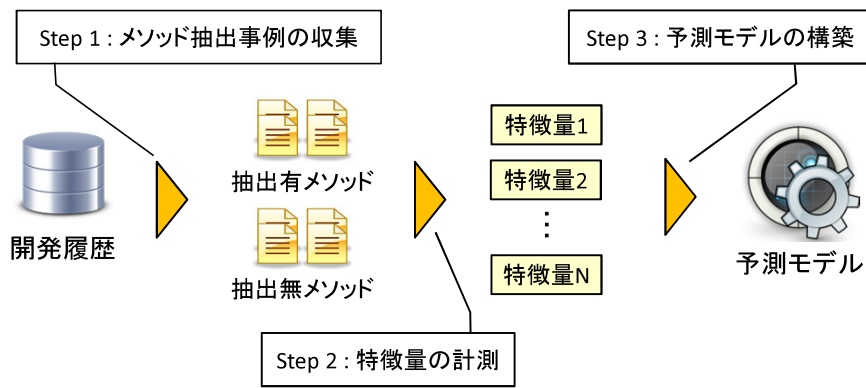 Step 1 : メソッド抽出事例の収集
Step 3 : 予測モデルの構築
開発履歴
抽出有メソッド
抽出無メソッド
特徴量1
特徴量2
⋮
特徴量N
予測モデル
Step 2 : 特徴量の計測